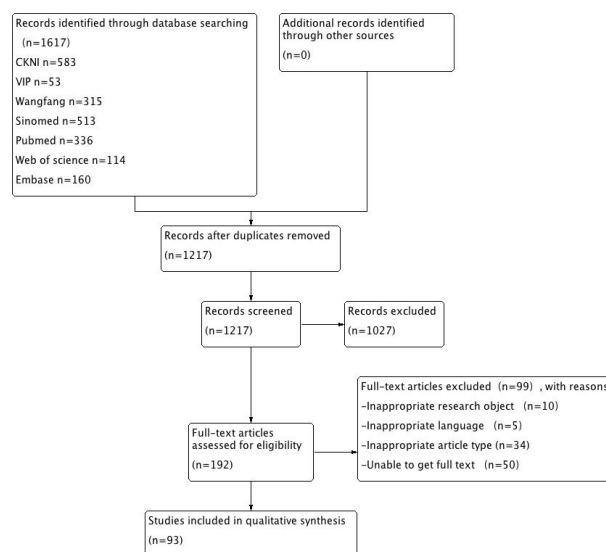 Records identified through database searching
(n=1617)
CKNI n=583
VIP n=53
Wangfang n=315
Sinomed n=513
Pubmed n=336
Web of science n=114
Embase n=160
Additional records identified
through other sources
(n=0)
Records after duplicates removed
(n=1217)
Records screened
(n=1217)
Records excluded
(n=1027)
Full-text articles
assessed for eligibility
(n=192)
Full-text articles excluded (n=99) , with reasons
-Inappropriate research object (n=10)
-Inappropriate language (n=5)
-Inappropriate article type (n=34)
-Unable to get full text (n=50)
Studies included in qualitative synthesis
(n=93)